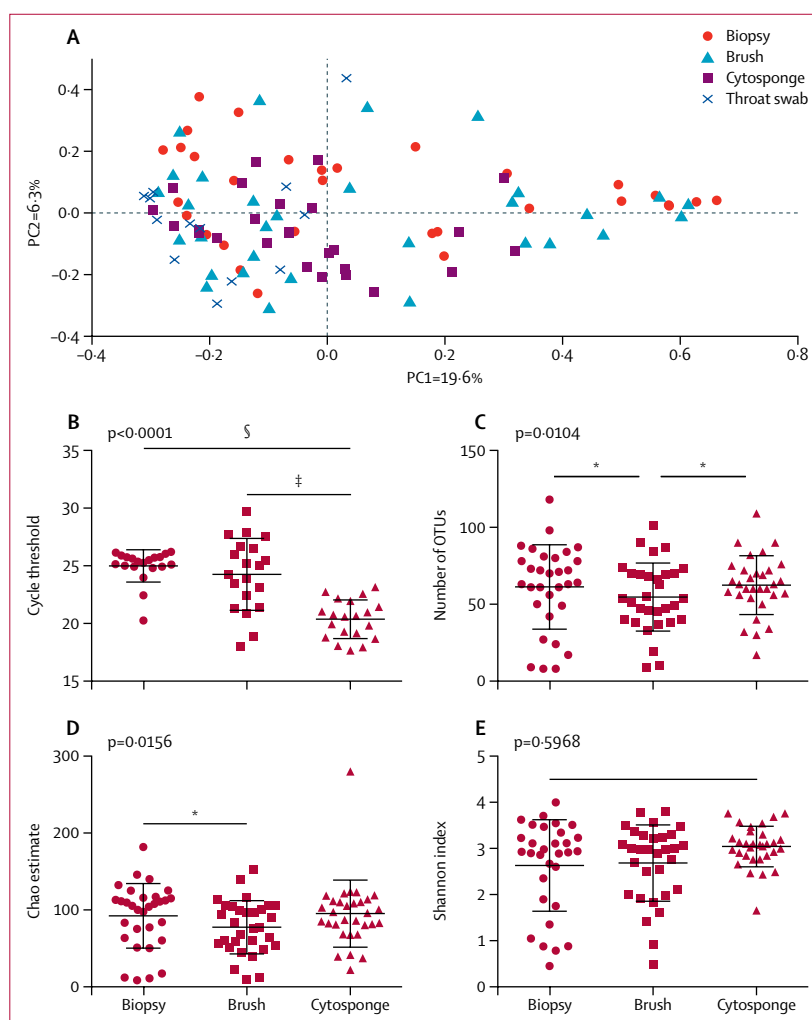 A
Biopsy
Brush
Cytosponge
Throat swab
0·4
0·2
0·0
–0·2
–0·4
PC2=6·3%
–0·4
–0·2
0·0
0·2
0·4
0·6
0·8
PC1=19·6%
B
p<0·0001
§
‡
35
30
25
20
15
Cycle threshold
C
p=0·0104
* *
150
100
50
0
Number of OTUs
D
p=0·0156
*
300
200
100
0
Chao estimate
Biopsy Brush Cytosponge
E
p=0·5968
5
4
3
2
1
0
Shannon index
Biopsy Brush Cytosponge